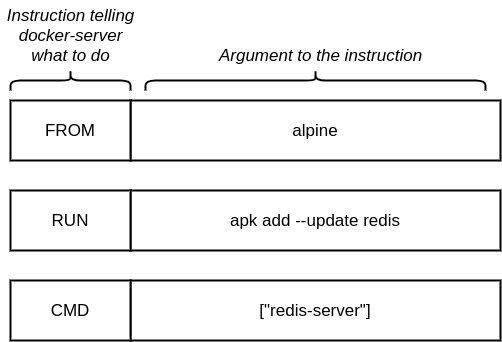 Instruction telling
docker-server
what to do
Argument to the instruction
FROM
alpine
RUN
apk add --update redis
CMD
["redis-server"]